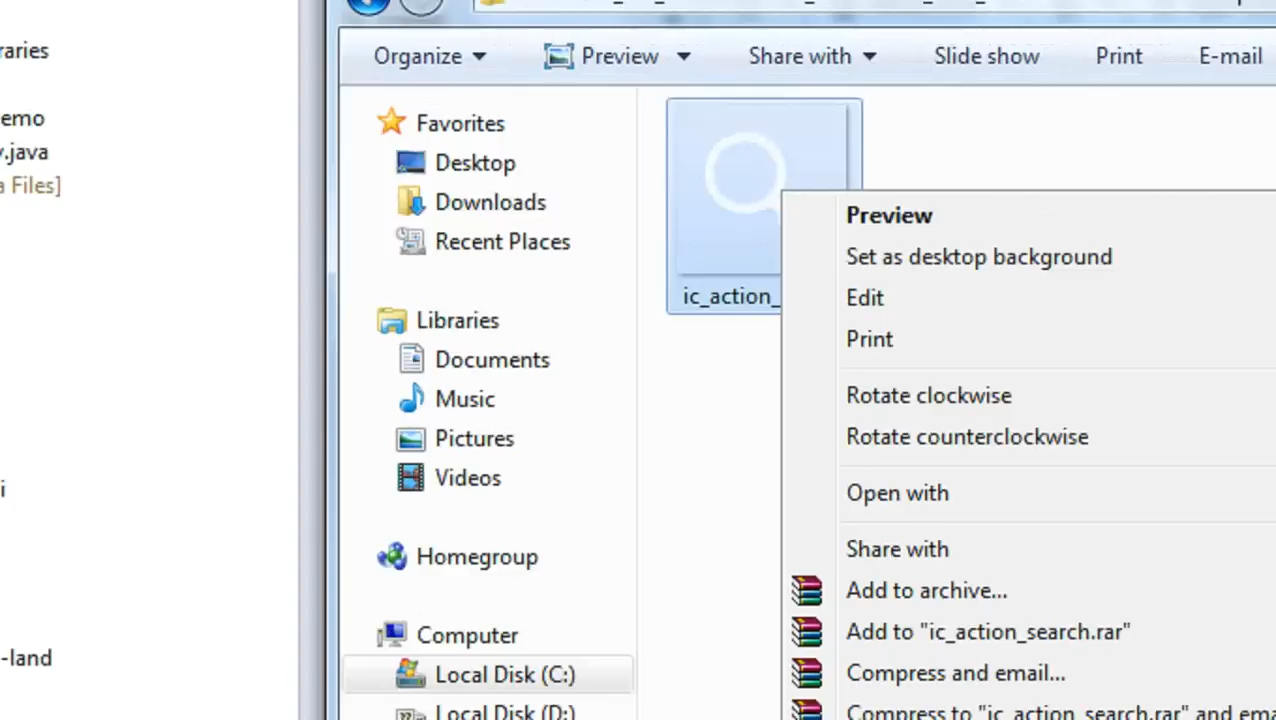 raries
emo
.java
a Files]
i
-land
Organize
Preview
Share with
Slide show
Print
E-mail
Favorites
Desktop
Downloads
Recent Places
Libraries
Documents
Music
Pictures
Videos
Homegroup
Computer
Local Disk (C:)
Local Disk (D:)
ic_action_
Preview
Set as desktop background
Edit
Print
Rotate clockwise
Rotate counterclockwise
Open with
Share with
Add to archive...
Add to "ic_action_search.rar"
Compress and email...
Compress to "ic_action_search.rar" and ema